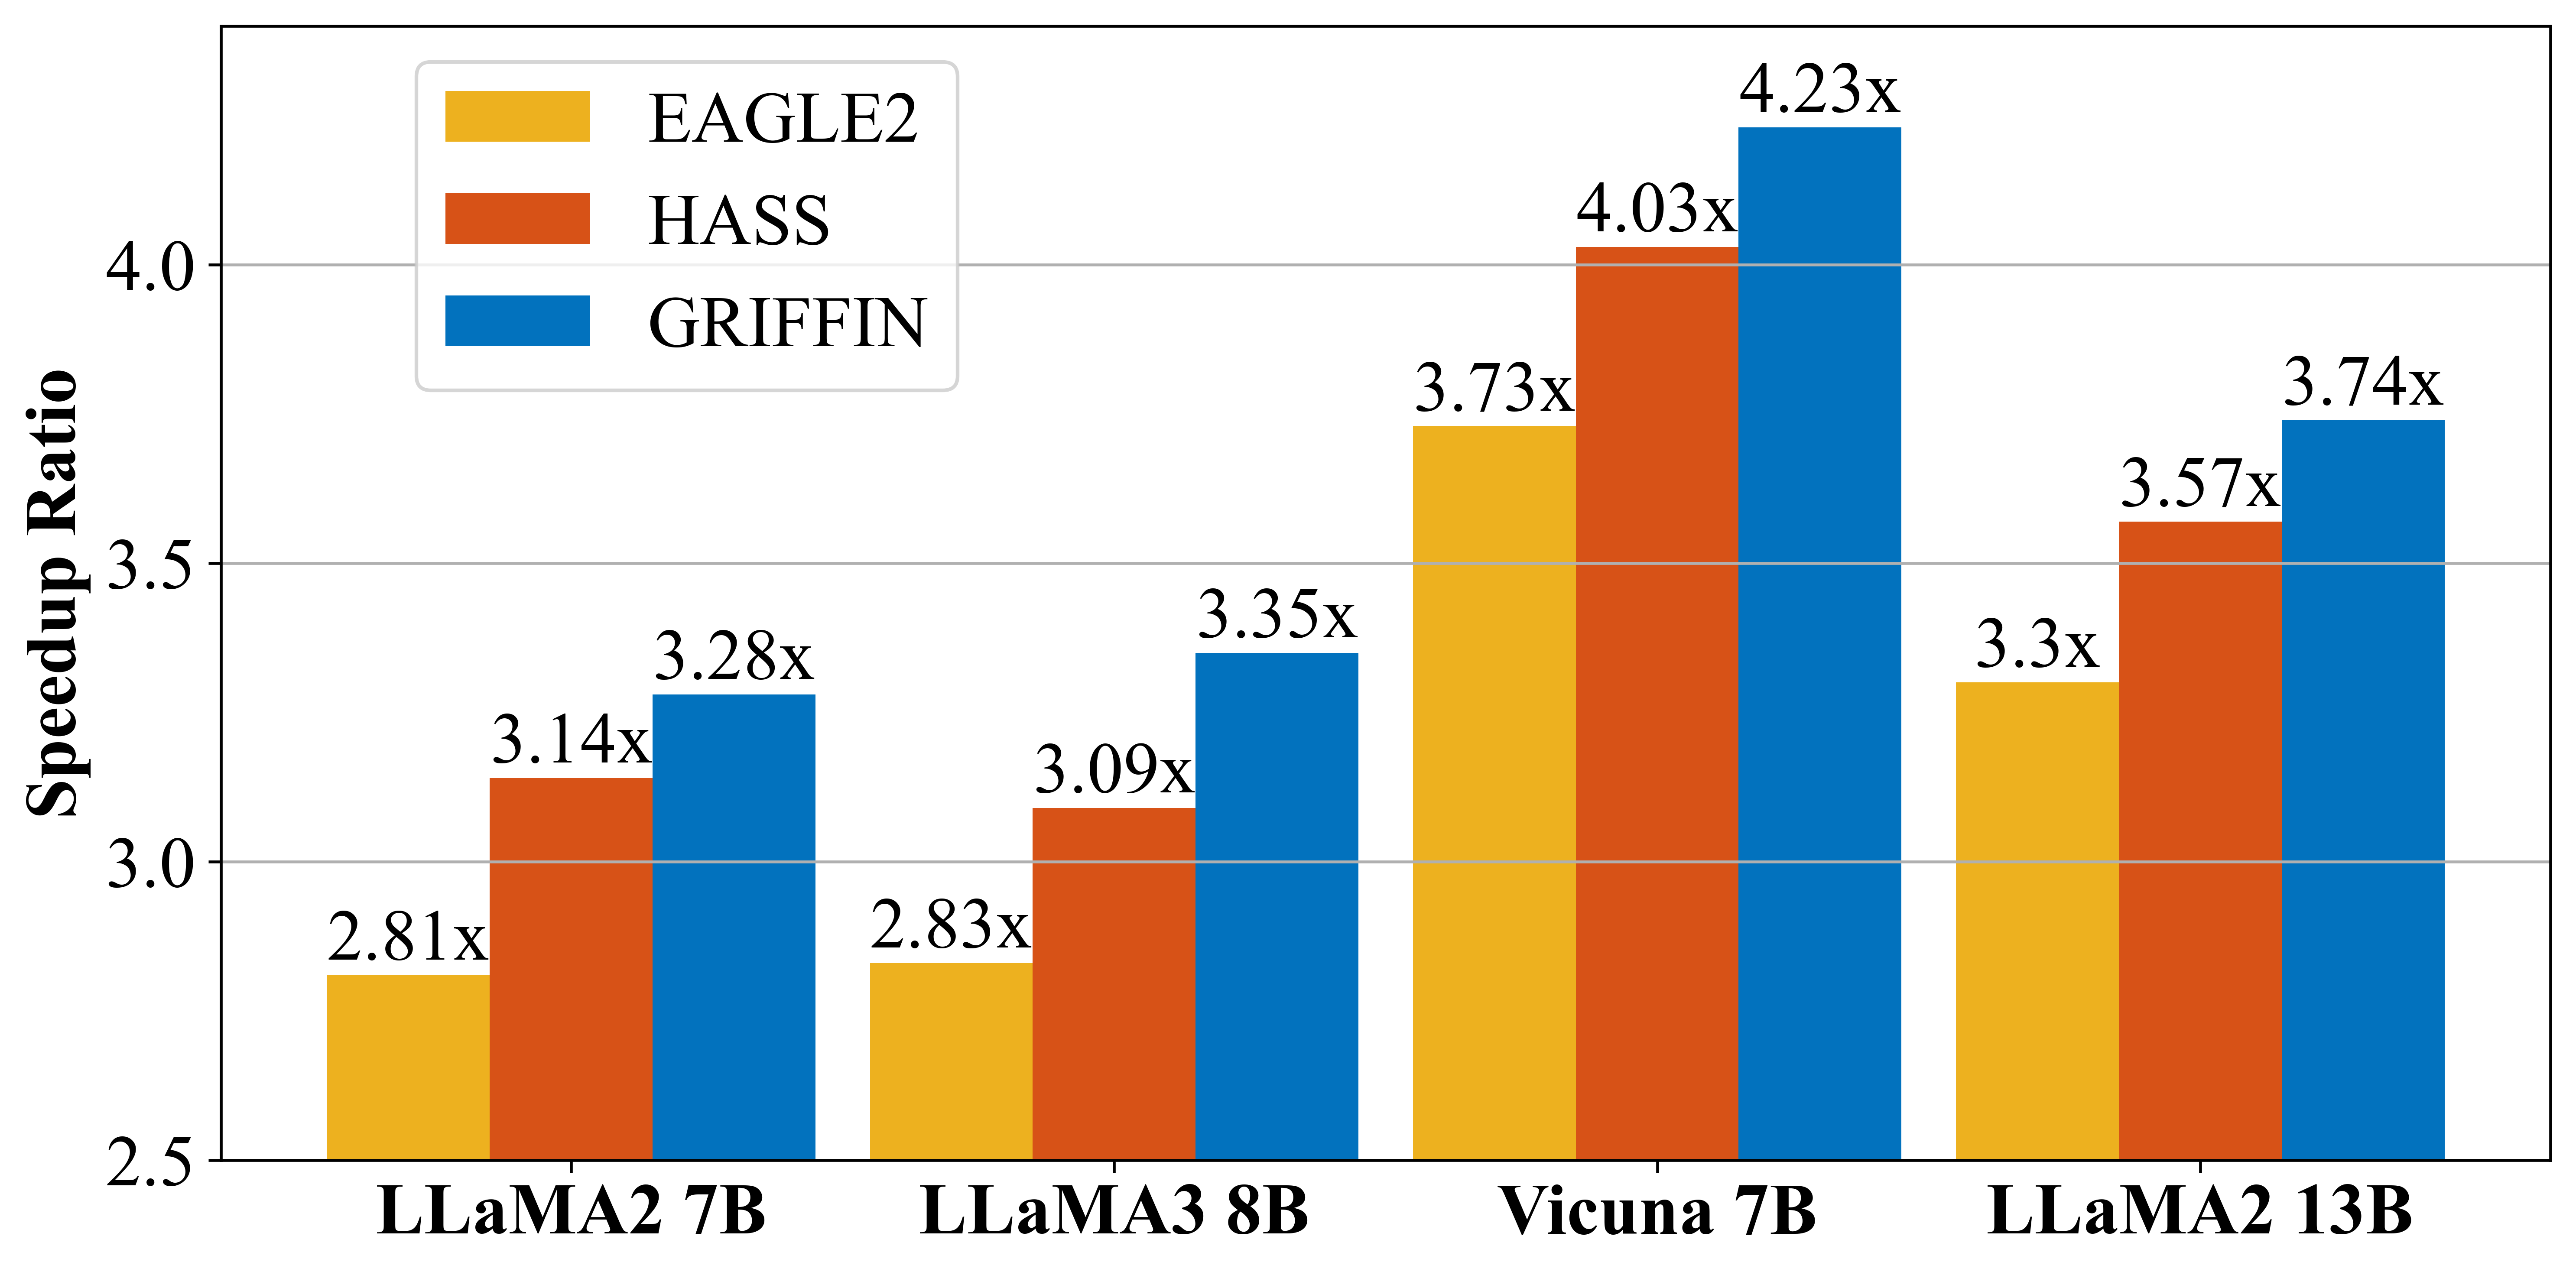 EAGLE2
HASS
GRIFFIN
Speedup Ratio
4.0
3.5
3.0
2.5
2.81x
3.14x
3.28x
2.83x
3.09x
3.35x
3.73x
4.03x
4.23x
3.3x
3.57x
3.74x
LLaMA2 7B
LLaMA3 8B
Vicuna 7B
LLaMA2 13B